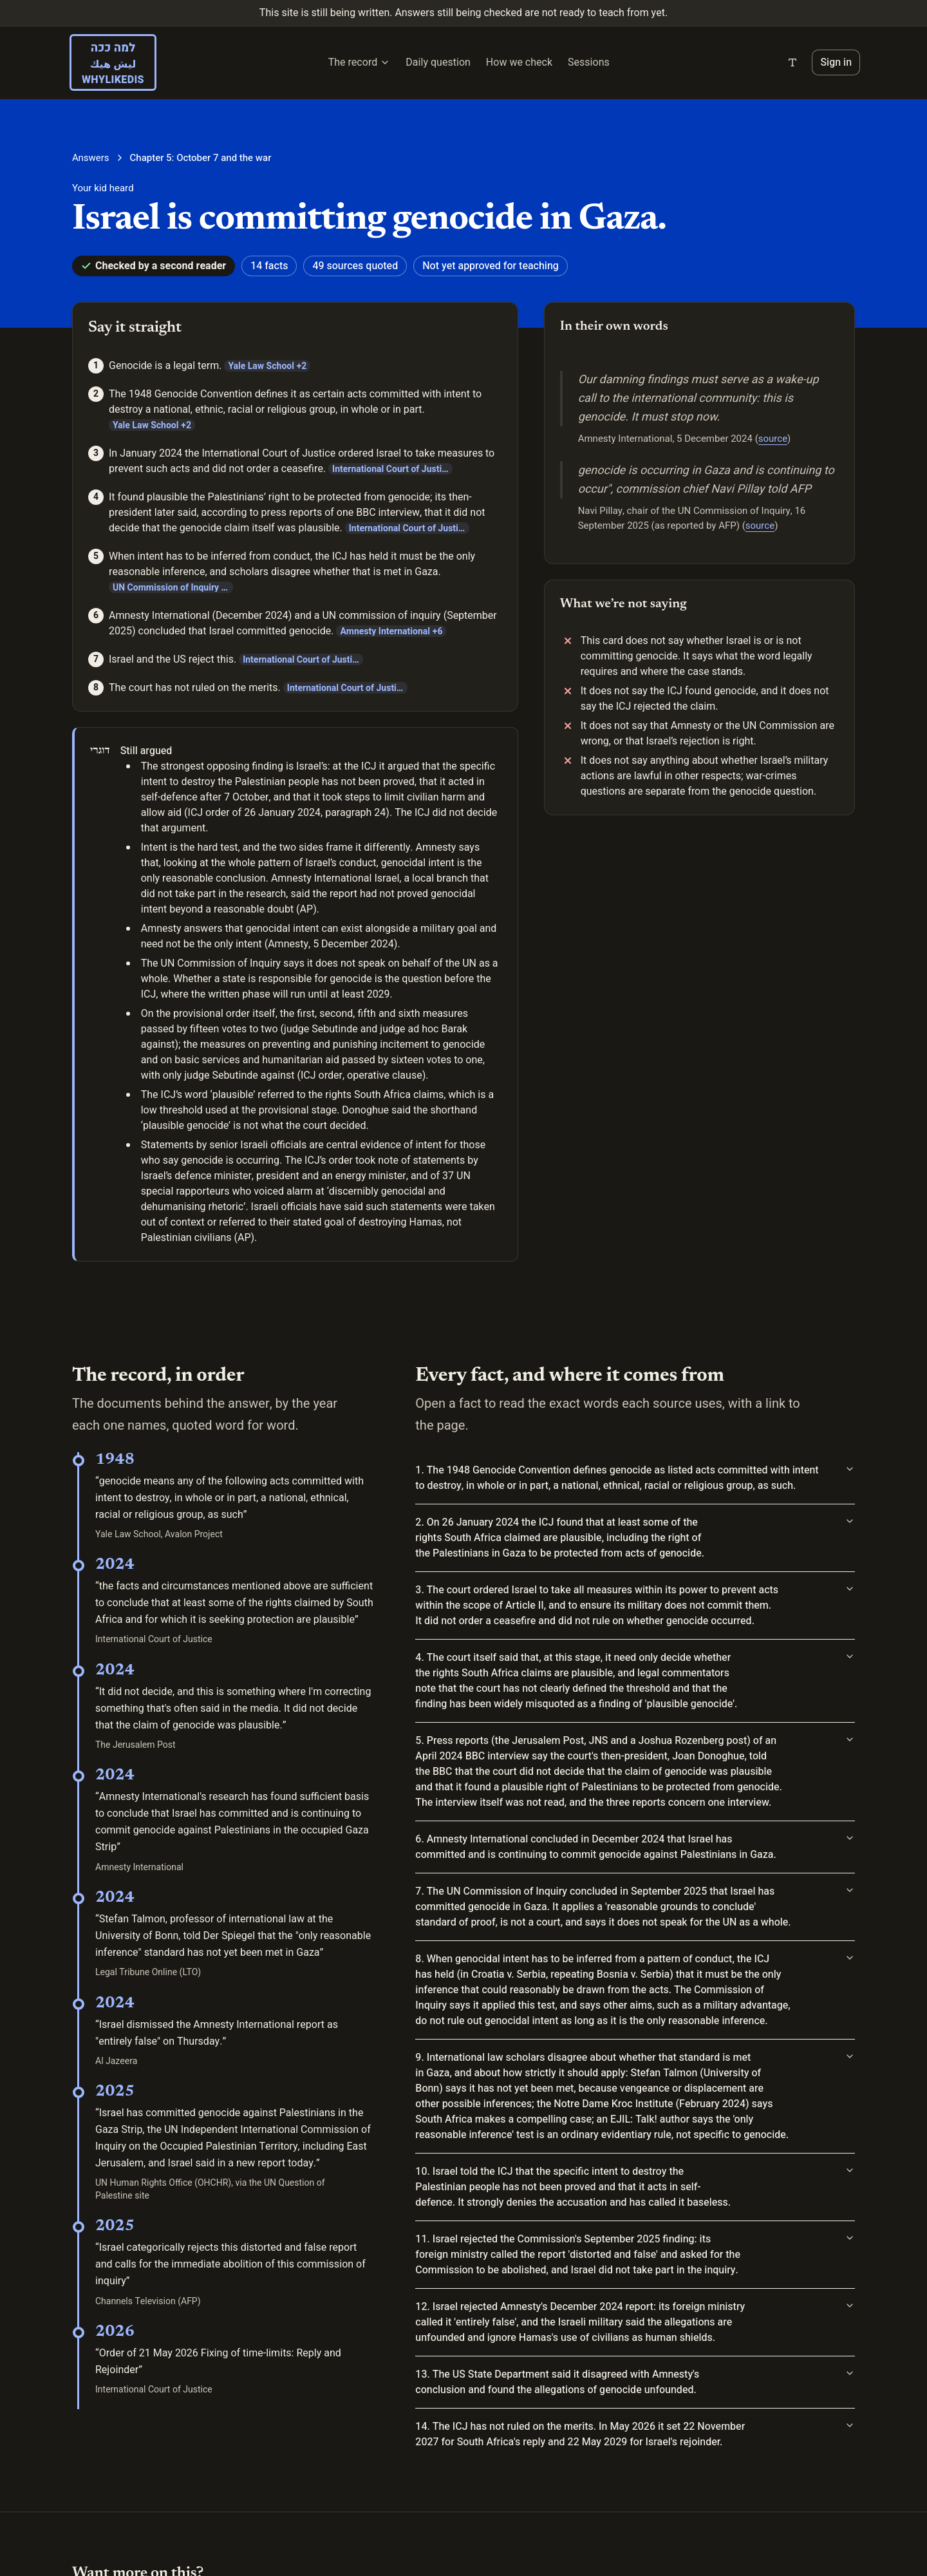 This site is still being written. Answers still being checked are not ready to teach from yet.
למה ככה
ليش هيك
WHYLIKEDIS
The record
Daily question
How we check
Sessions
Sign in
Answers
Chapter 5: October 7 and the war
Your kid heard
Israel is committing genocide in Gaza.
Checked by a second reader
14 facts
49 sources quoted
Not yet approved for teaching
Say it straight
1 Genocide is a legal term. Yale Law School +2
2 The 1948 Genocide Convention defines it as certain acts committed with intent to
destroy a national, ethnic, racial or religious group, in whole or in part.
Yale Law School +2
3 In January 2024 the International Court of Justice ordered Israel to take measures to
prevent such acts and did not order a ceasefire. International Court of Justi...
4 It found plausible the Palestinians' right to be protected from genocide; its then-
president later said, according to press reports of one BBC interview, that it did not
decide that the genocide claim itself was plausible. International Court of Justi...
5 When intent has to be inferred from conduct, the ICJ has held it must be the only
reasonable inference, and scholars disagree whether that is met in Gaza.
UN Commission of Inquiry ...
6 Amnesty International (December 2024) and a UN commission of inquiry (September
2025) concluded that Israel committed genocide. Amnesty International +6
7 Israel and the US reject this. International Court of Justi...
8 The court has not ruled on the merits. International Court of Justi...
דוגרי
Still argued
The strongest opposing finding is Israel's: at the ICJ it argued that the specific
intent to destroy the Palestinian people has not been proved, that it acted in
self-defence after 7 October, and that it took steps to limit civilian harm and
allow aid (ICJ order of 26 January 2024, paragraph 24). The ICJ did not decide
that argument.
Intent is the hard test, and the two sides frame it differently. Amnesty says
that, looking at the whole pattern of Israel's conduct, genocidal intent is the
only reasonable conclusion. Amnesty International Israel, a local branch that
did not take part in the research, said the report had not proved genocidal
intent beyond a reasonable doubt (AP).
Amnesty answers that genocidal intent can exist alongside a military goal and
need not be the only intent (Amnesty, 5 December 2024).
The UN Commission of Inquiry says it does not speak on behalf of the UN as a
whole. Whether a state is responsible for genocide is the question before the
ICJ, where the written phase will run until at least 2029.
On the provisional order itself, the first, second, fifth and sixth measures
passed by fifteen votes to two (judge Sebutinde and judge ad hoc Barak
against); the measures on preventing and punishing incitement to genocide
and on basic services and humanitarian aid passed by sixteen votes to one,
with only judge Sebutinde against (ICJ order, operative clause).
The ICJ's word 'plausible' referred to the rights South Africa claims, which is a
low threshold used at the provisional stage. Donoghue said the shorthand
'plausible genocide' is not what the court decided.
Statements by senior Israeli officials are central evidence of intent for those
who say genocide is occurring. The ICJ's order took note of statements by
Israel's defence minister, president and an energy minister, and of 37 UN
special rapporteurs who voiced alarm at 'discernibly genocidal and
dehumanising rhetoric'. Israeli officials have said such statements were taken
out of context or referred to their stated goal of destroying Hamas, not
Palestinian civilians (AP).
In their own words
Our damning findings must serve as a wake-up
call to the international community: this is
genocide. It must stop now.
Amnesty International, 5 December 2024 (source)
genocide is occurring in Gaza and is continuing to
occur", commission chief Navi Pillay told AFP
Navi Pillay, chair of the UN Commission of Inquiry, 16
September 2025 (as reported by AFP) (source)
What we're not saying
This card does not say whether Israel is or is not
committing genocide. It says what the word legally
requires and where the case stands.
It does not say the ICJ found genocide, and it does not
say the ICJ rejected the claim.
It does not say that Amnesty or the UN Commission are
wrong, or that Israel's rejection is right.
It does not say anything about whether Israel's military
actions are lawful in other respects; war-crimes
questions are separate from the genocide question.
The record, in order
The documents behind the answer, by the year
each one names, quoted word for word.
1948
“genocide means any of the following acts committed with
intent to destroy, in whole or in part, a national, ethnical,
racial or religious group, as such”
Yale Law School, Avalon Project
2024
“the facts and circumstances mentioned above are sufficient
to conclude that at least some of the rights claimed by South
Africa and for which it is seeking protection are plausible”
International Court of Justice
2024
“It did not decide, and this is something where I'm correcting
something that's often said in the media. It did not decide
that the claim of genocide was plausible.”
The Jerusalem Post
2024
“Amnesty International's research has found sufficient basis
to conclude that Israel has committed and is continuing to
commit genocide against Palestinians in the occupied Gaza
Strip”
Amnesty International
2024
“Stefan Talmon, professor of international law at the
University of Bonn, told Der Spiegel that the "only reasonable
inference" standard has not yet been met in Gaza”
Legal Tribune Online (LTO)
2024
“Israel dismissed the Amnesty International report as
"entirely false" on Thursday.”
Al Jazeera
2025
“Israel has committed genocide against Palestinians in the
Gaza Strip, the UN Independent International Commission of
Inquiry on the Occupied Palestinian Territory, including East
Jerusalem, and Israel said in a new report today.”
UN Human Rights Office (OHCHR), via the UN Question of
Palestine site
2025
“Israel categorically rejects this distorted and false report
and calls for the immediate abolition of this commission of
inquiry”
Channels Television (AFP)
2026
“Order of 21 May 2026 Fixing of time-limits: Reply and
Rejoinder”
International Court of Justice
Every fact, and where it comes from
Open a fact to read the exact words each source uses, with a link to
the page.
1. The 1948 Genocide Convention defines genocide as listed acts committed with intent
to destroy, in whole or in part, a national, ethnical, racial or religious group, as such.
2. On 26 January 2024 the ICJ found that at least some of the
rights South Africa claimed are plausible, including the right of
the Palestinians in Gaza to be protected from acts of genocide.
3. The court ordered Israel to take all measures within its power to prevent acts
within the scope of Article II, and to ensure its military does not commit them.
It did not order a ceasefire and did not rule on whether genocide occurred.
4. The court itself said that, at this stage, it need only decide whether
the rights South Africa claims are plausible, and legal commentators
note that the court has not clearly defined the threshold and that the
finding has been widely misquoted as a finding of 'plausible genocide'.
5. Press reports (the Jerusalem Post, JNS and a Joshua Rozenberg post) of an
April 2024 BBC interview say the court's then-president, Joan Donoghue, told
the BBC that the court did not decide that the claim of genocide was plausible
and that it found a plausible right of Palestinians to be protected from genocide.
The interview itself was not read, and the three reports concern one interview.
6. Amnesty International concluded in December 2024 that Israel has
committed and is continuing to commit genocide against Palestinians in Gaza.
7. The UN Commission of Inquiry concluded in September 2025 that Israel has
committed genocide in Gaza. It applies a 'reasonable grounds to conclude'
standard of proof, is not a court, and says it does not speak for the UN as a whole.
8. When genocidal intent has to be inferred from a pattern of conduct, the ICJ
has held (in Croatia v. Serbia, repeating Bosnia v. Serbia) that it must be the only
inference that could reasonably be drawn from the acts. The Commission of
Inquiry says it applied this test, and says other aims, such as a military advantage,
do not rule out genocidal intent as long as it is the only reasonable inference.
9. International law scholars disagree about whether that standard is met
in Gaza, and about how strictly it should apply: Stefan Talmon (University of
Bonn) says it has not yet been met, because vengeance or displacement are
other possible inferences; the Notre Dame Kroc Institute (February 2024) says
South Africa makes a compelling case; an EJIL: Talk! author says the 'only
reasonable inference' test is an ordinary evidentiary rule, not specific to genocide.
10. Israel told the ICJ that the specific intent to destroy the
Palestinian people has not been proved and that it acts in self-
defence. It strongly denies the accusation and has called it baseless.
11. Israel rejected the Commission's September 2025 finding: its
foreign ministry called the report 'distorted and false' and asked for the
Commission to be abolished, and Israel did not take part in the inquiry.
12. Israel rejected Amnesty's December 2024 report: its foreign ministry
called it 'entirely false', and the Israeli military said the allegations are
unfounded and ignore Hamas's use of civilians as human shields.
13. The US State Department said it disagreed with Amnesty's
conclusion and found the allegations of genocide unfounded.
14. The ICJ has not ruled on the merits. In May 2026 it set 22 November
2027 for South Africa's reply and 22 May 2029 for Israel's rejoinder.
Want more on this?